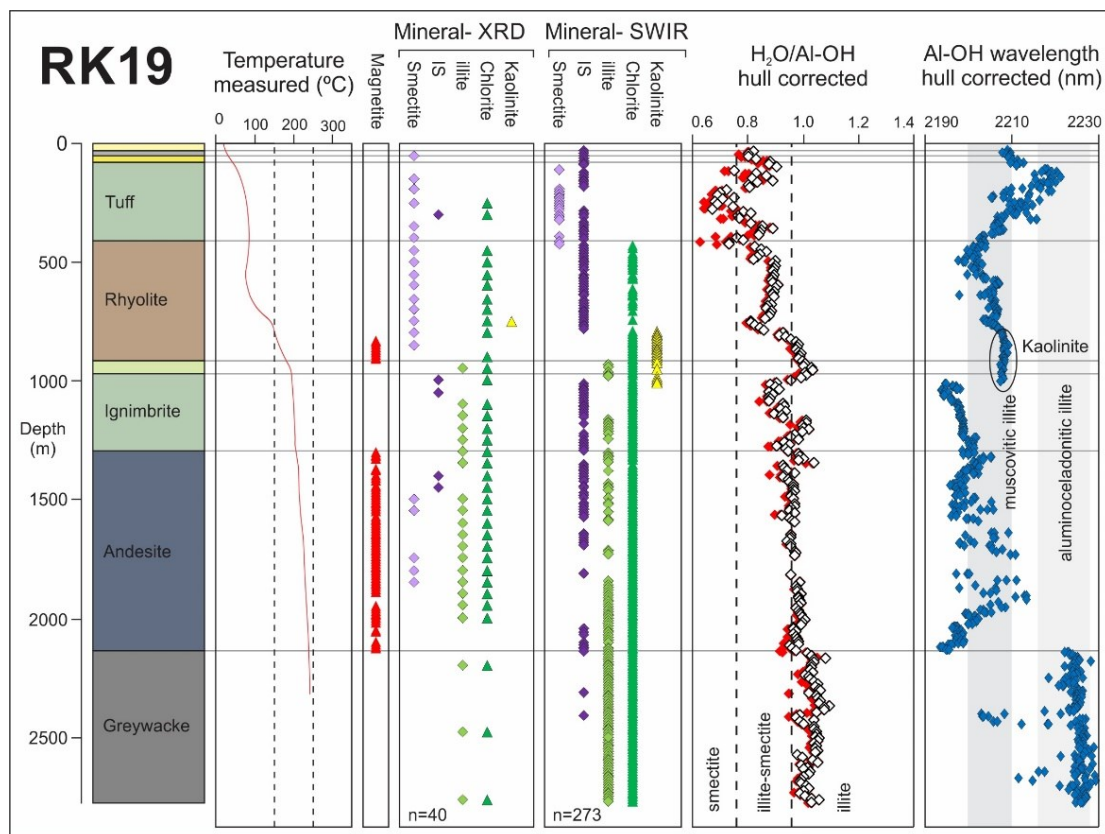 RK19
Temperature
measured (ºC)
0 100 200 300
Magnetite
Mineral- XRD
Smectite
IS
illite
Chlorite
Kaolinite
Mineral- SWIR
Smectite
IS
illite
Chlorite
Kaolinite
H₂O/Al-OH
hull corrected
0.6 0.8 1.0 1.2 1.4
Al-OH wavelength
hull corrected (nm)
2190 2210 2230
0
500
1000
Depth
(m)
1500
2000
2500
Tuff
Rhyolite
Ignimbrite
Andesite
Greywacke
n=40
n=273
smectite
illite-smectite
illite
Kaolinite
muscovitic illite
aluminoceladonitic illite